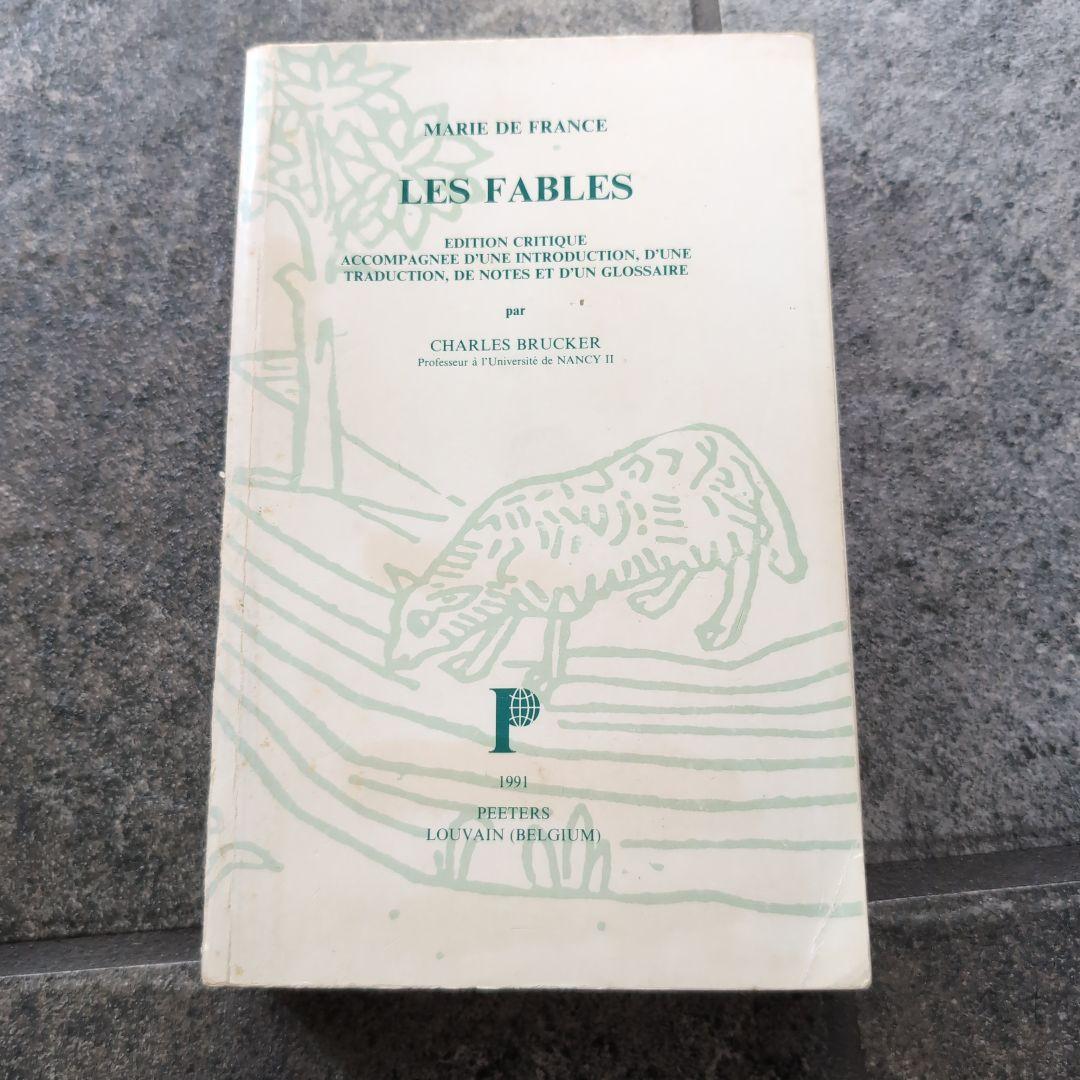 MARIE DE FRANCE
LES FABLES
EDITION CRITIQUE
ACCOMPAGNEE D'UNE INTRODUCTION, D'UNE
TRADUCTION, DE NOTES ET D'UN GLOSSAIRE
par
CHARLES BRUCKER
Professeur à l'Université de NANCY II
P
1991
PEETERS
LOUVAIN (BELGIUM)